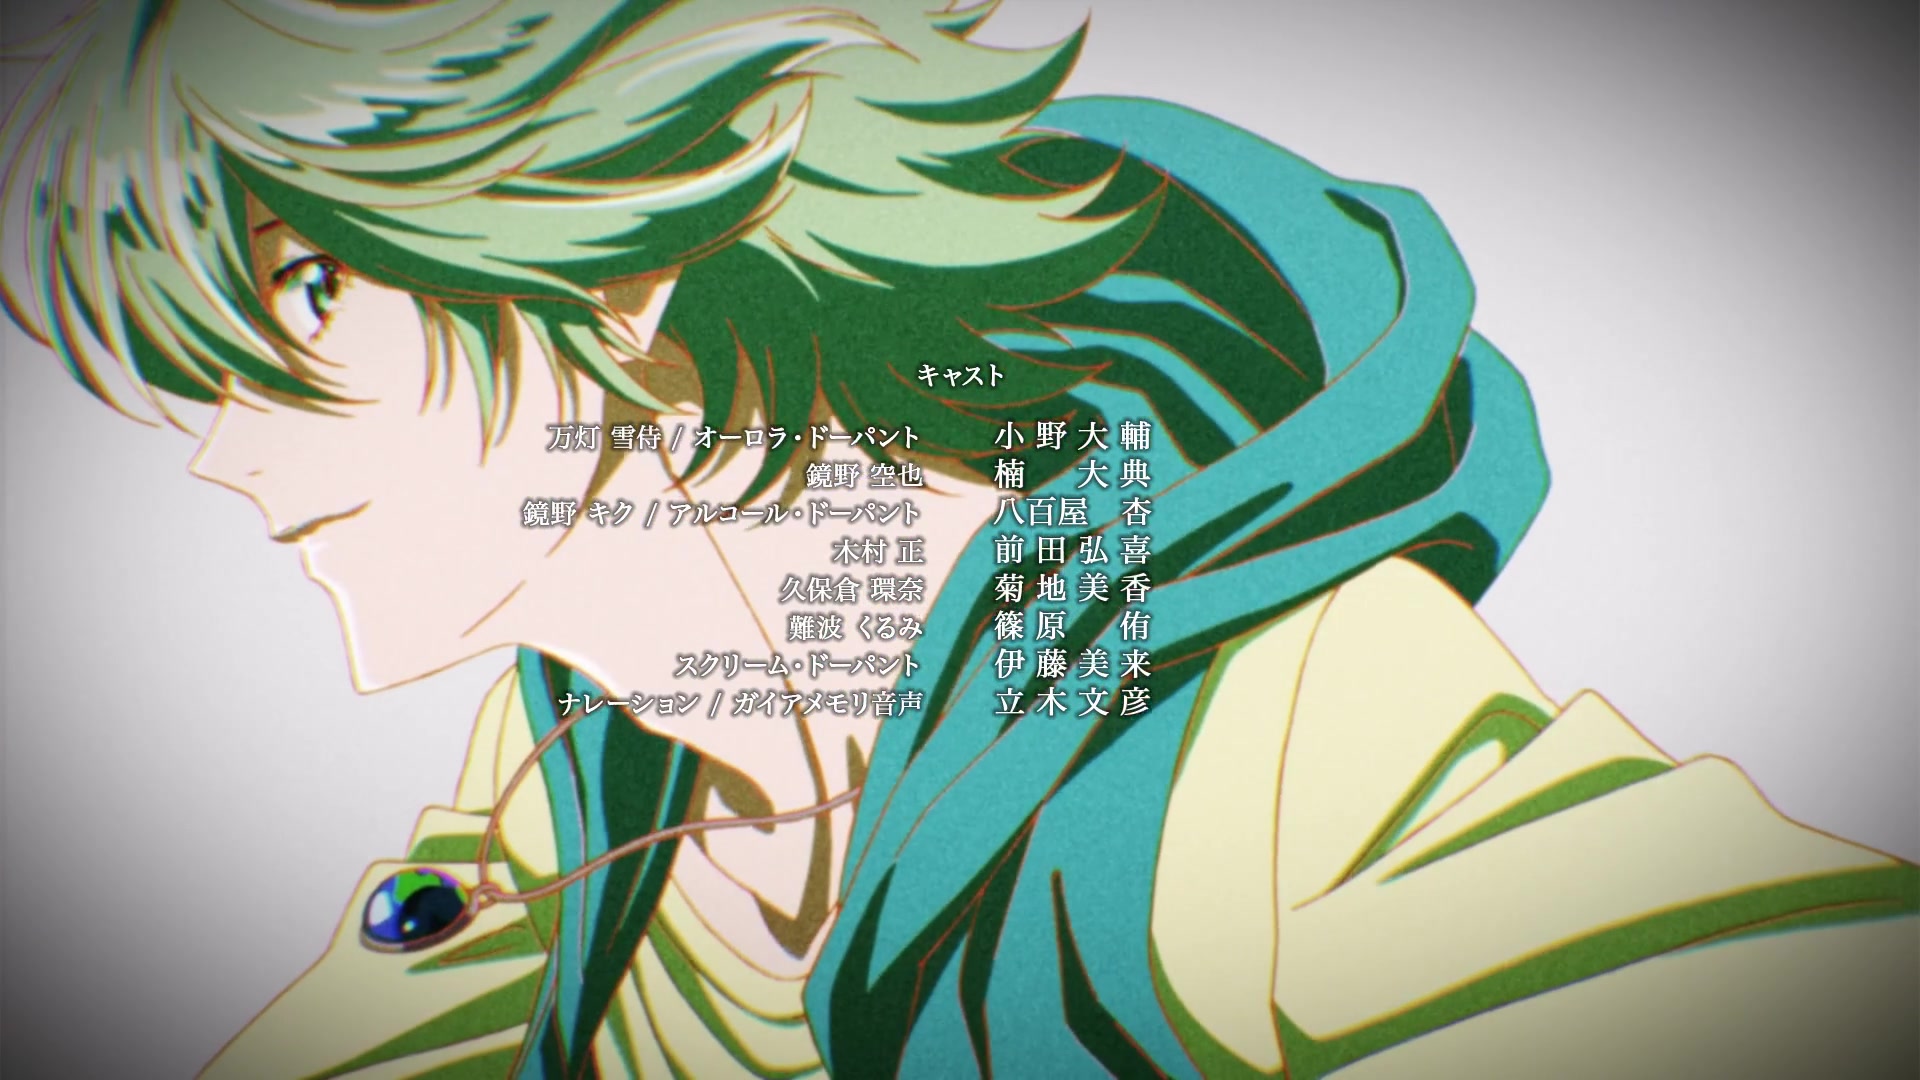 キャスト
万灯 雪侍 / オーロラ・ドーパント 小野大輔
鏡野 空也 楠 大典
鏡野 キク / アルコール・ドーパント 八百屋 杏
木村 正 前田弘喜
久保倉 環奈 菊地美香
難波 くるみ 篠原 侑
スクリーム・ドーパント 伊藤美来
ナレーション / ガイアメモリ音声 立木文彦